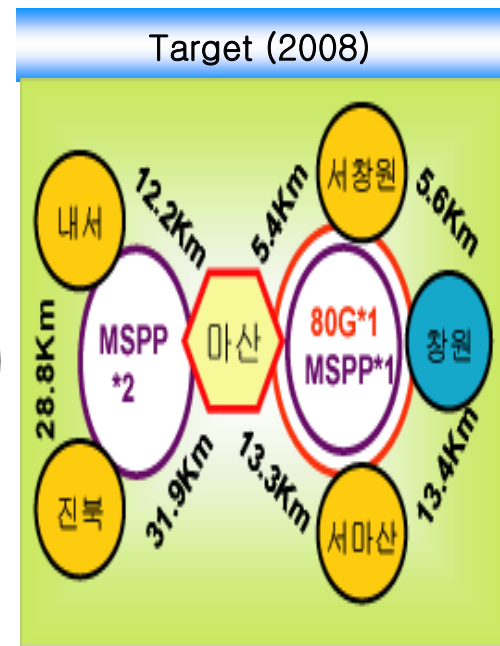 Target (2008)
서창원
내서
12.2Km
5.4Km
5.6Km
MSPP
*2
마산
80G*1
MSPP*1
창원
28.8Km
진북
31.9Km
13.3Km
서마산
13.4Km